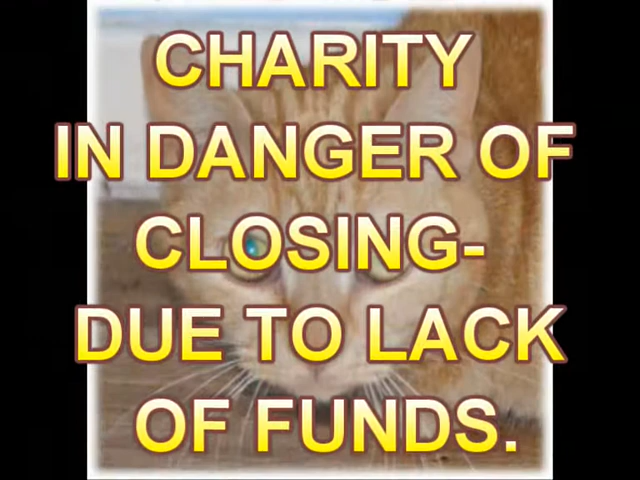 CHARITY
IN DANGER OF
CLOSING-
DUE TO LACK
OF FUNDS.